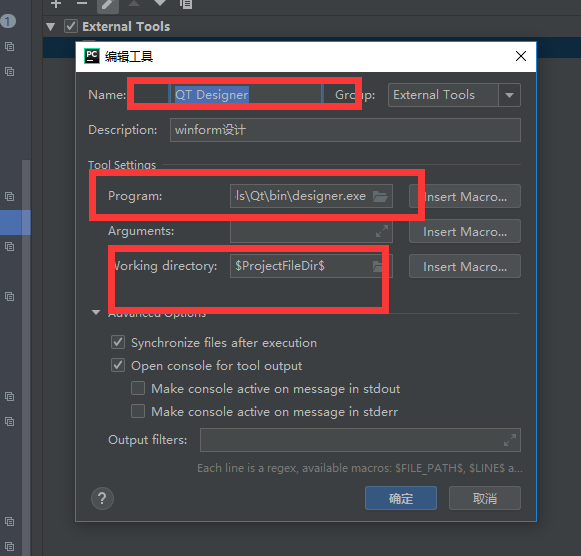 1
External Tools
PC
编辑工具
Name:
QT Designer
Group:
External Tools
Description:
winform设计
Tool Settings
Program:
ls\Qt\bin\designer.exe
Insert Macro...
Arguments:
Insert Macro...
Working directory:
$ProjectFileDir$
Insert Macro...
Advanced Options
Synchronize files after execution
Open console for tool output
Make console active on message in stdout
Make console active on message in stderr
Output filters:
Each line is a regex, available macros: $FILE_PATH$, $LINE$ a...
?
确定
取消